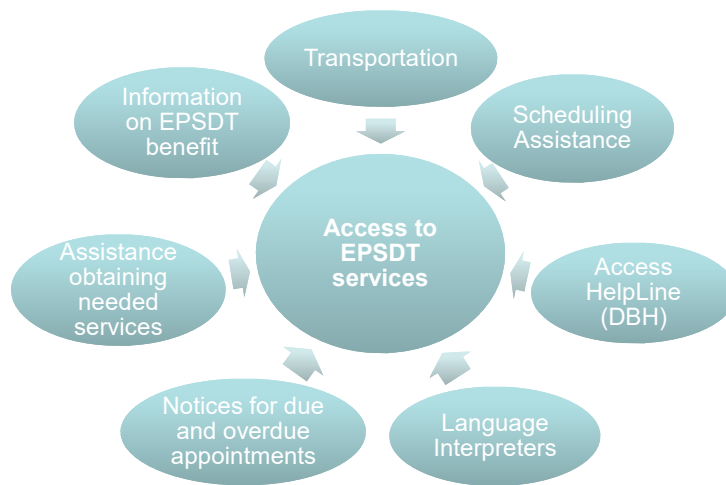 Transportation
Information
on EPSDT
benefit
Scheduling
Assistance
Access to
EPSDT
services
Assistance
obtaining
needed
services
Access
HelpLine
(DBH)
Notices for due
and overdue
appointments
Language
Interpreters